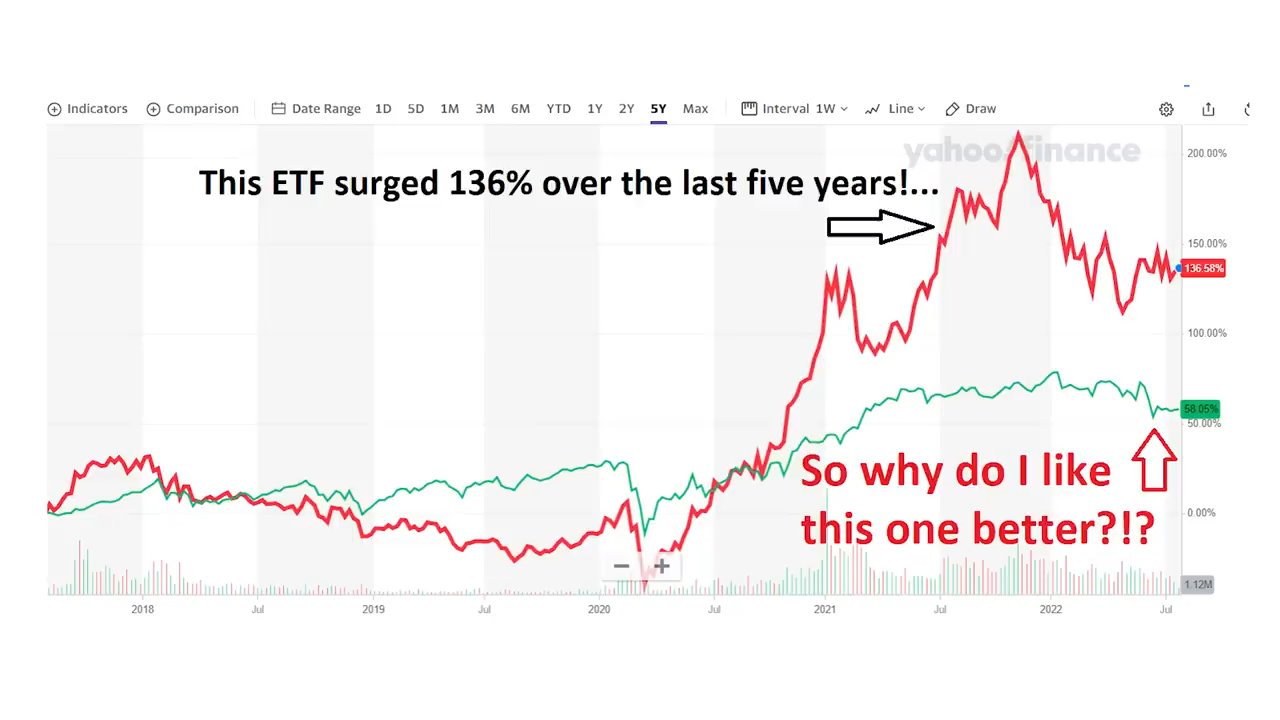 Indicators Comparison Date Range 1D 5D 1M 3M 6M YTD 1Y 2Y 5Y Max Interval 1W Line Draw
yahoo!finance
200.00%
This ETF surged 136% over the last five years!...
150.00%
136.58%
100.00%
58.05%
50.00%
So why do I like
this one better?!?
0.00%
1.12M
2018 Jul 2019 Jul 2020 Jul 2021 Jul 2022 Jul